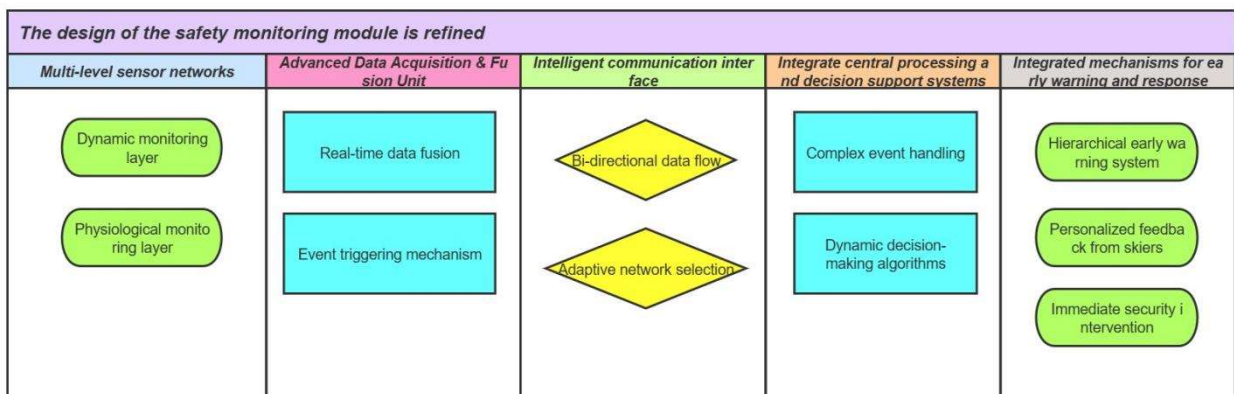 The design of the safety monitoring module is refined
Multi-level sensor networks
Advanced Data Acquisition & Fu
sion Unit
Intelligent communication inter
face
Integrate central processing a
nd decision support systems
Integrated mechanisms for ea
rly warning and response
Dynamic monitoring
layer
Physiological monito
ring layer
Real-time data fusion
Event triggering mechanism
Bi-directional data flow
Adaptive network selection
Complex event handling
Dynamic decision-
making algorithms
Hierarchical early wa
rning system
Personalized feedba
ck from skiers
Immediate security i
ntervention